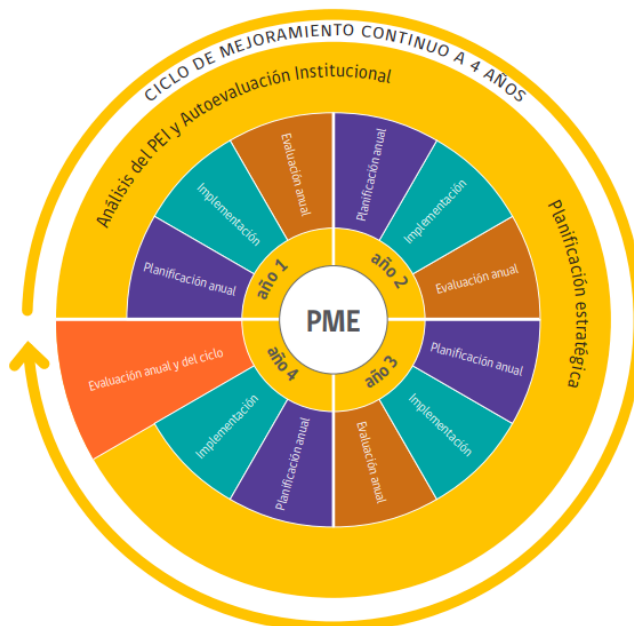 CICLO DE MEJORAMIENTO CONTINUO A 4 AÑOS
Análisis del PEI y Autoevaluación Institucional
Planificación estratégica
PME
año 1
Planificación anual
Implementación
Evaluación anual
año 2
Planificación anual
Implementación
Evaluación anual
año 3
Planificación anual
Implementación
Evaluación anual
año 4
Planificación anual
Implementación
Evaluación anual y del ciclo